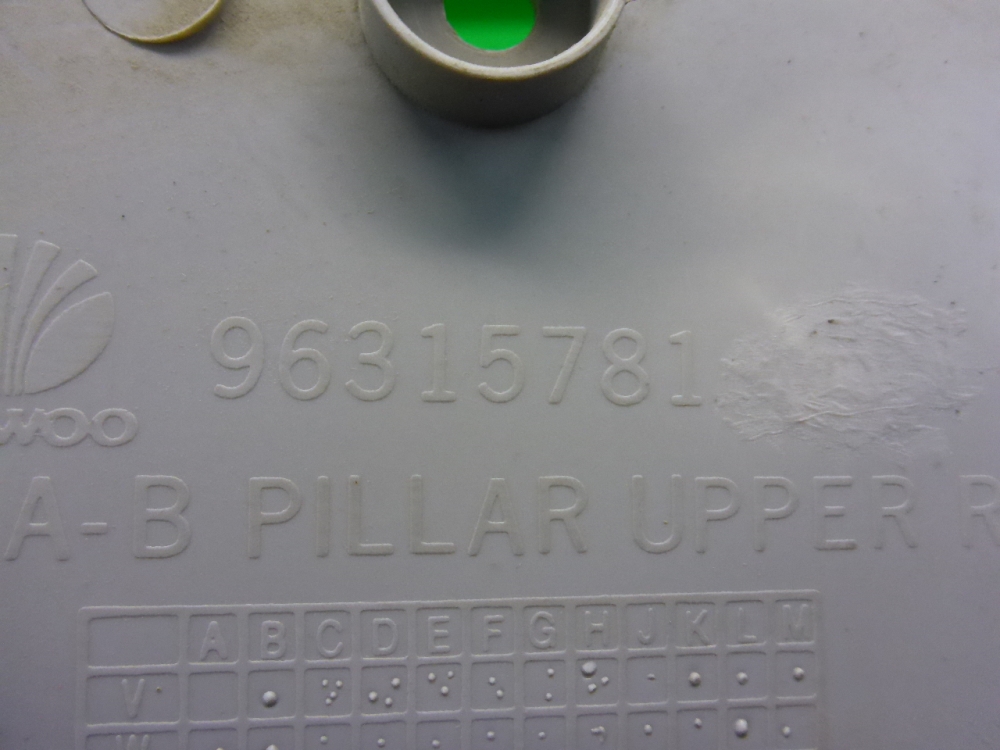 96315781
WOO
A-B PILLAR UPPER R
A B C D E F G H J K L M
V
W